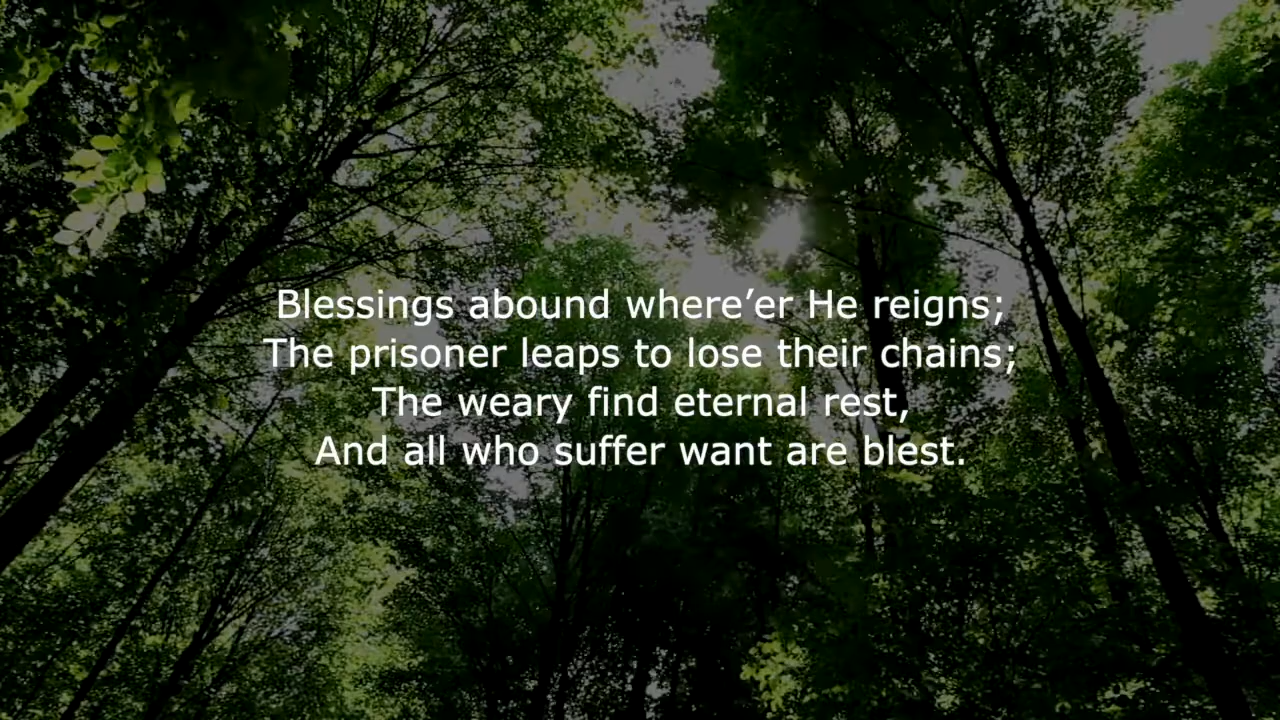 Blessings abound where’er He reigns;
The prisoner leaps to lose their chains;
The weary find eternal rest,
And all who suffer want are blest.